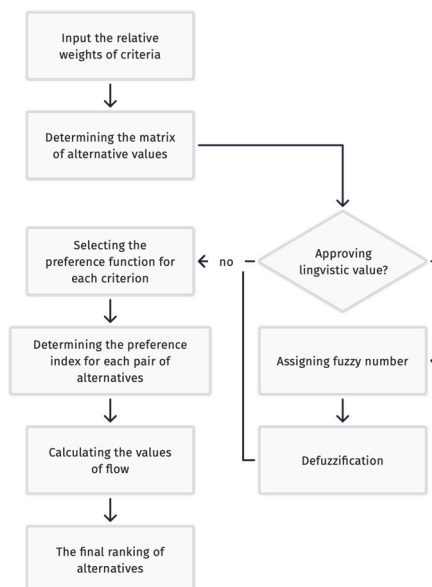 Input the relative
weights of criteria
Determining the matrix
of alternative values
Approving
lingvistic value?
no
Selecting the
preference function for
each criterion
Determining the preference
index for each pair of
alternatives
Assigning fuzzy number
Calculating the values
of flow
Defuzzification
The final ranking of
alternatives